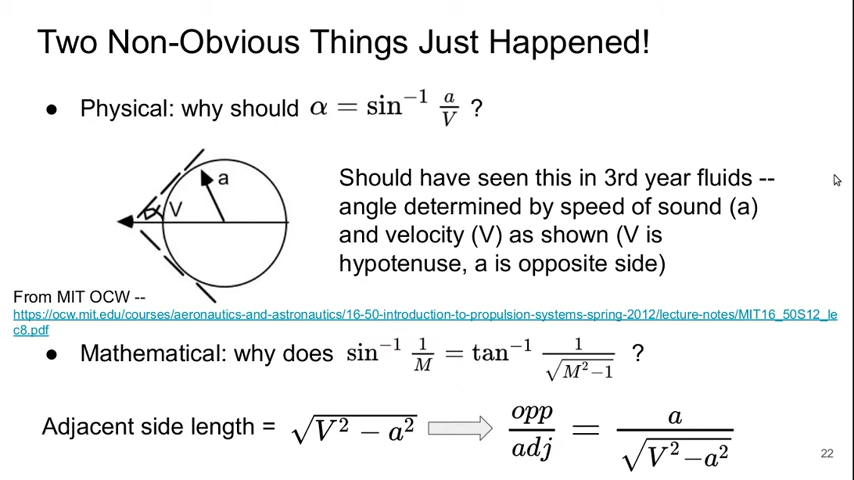 Two Non-Obvious Things Just Happened!
● Physical: why should α = sin⁻¹ a/V ?
a
α V
Should have seen this in 3rd year fluids --
angle determined by speed of sound (a)
and velocity (V) as shown (V is
hypotenuse, a is opposite side)
From MIT OCW --
https://ocw.mit.edu/courses/aeronautics-and-astronautics/16-50-introduction-to-propulsion-systems-spring-2012/lecture-notes/MIT16_50S12_le
c8.pdf
● Mathematical: why does sin⁻¹ 1/M = tan⁻¹ 1/√(M²−1) ?
Adjacent side length = √(V² − a²) opp/adj = a/√(V²−a²)
22